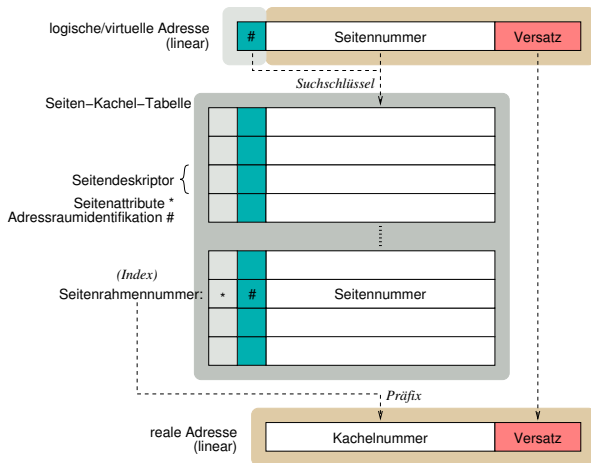 logische/virtuelle Adresse
(linear)
# Seitennummer Versatz
Suchschlüssel
Seiten−Kachel−Tabelle
Seitendeskriptor
Seitenattribute *
Adressraumidentifikation #
(Index)
Seitenrahmennummer: * # Seitennummer
Präfix
reale Adresse
(linear)
Kachelnummer Versatz